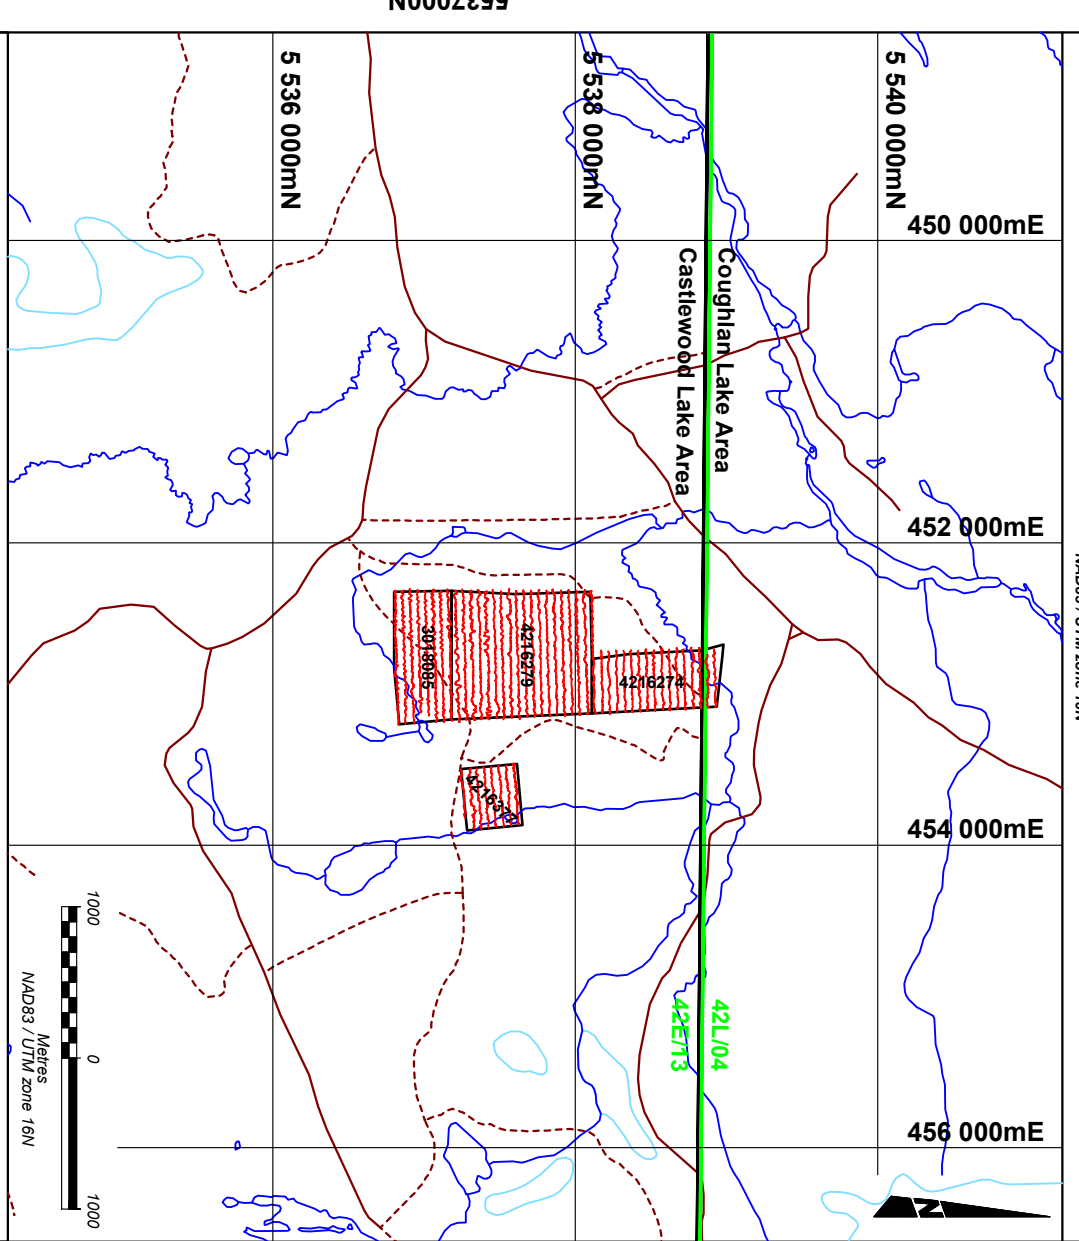 5537000N
5 536 000mN
5 538 000mN
5 540 000mN
450 000mE
452 000mE
454 000mE
456 000mE
Coughlan Lake Area
Castlewood Lake Area
3018085
4216279
4216274
4216377
42L/04
42E/13
1000
0
1000
Metres
NAD83 / UTM zone 16N
N